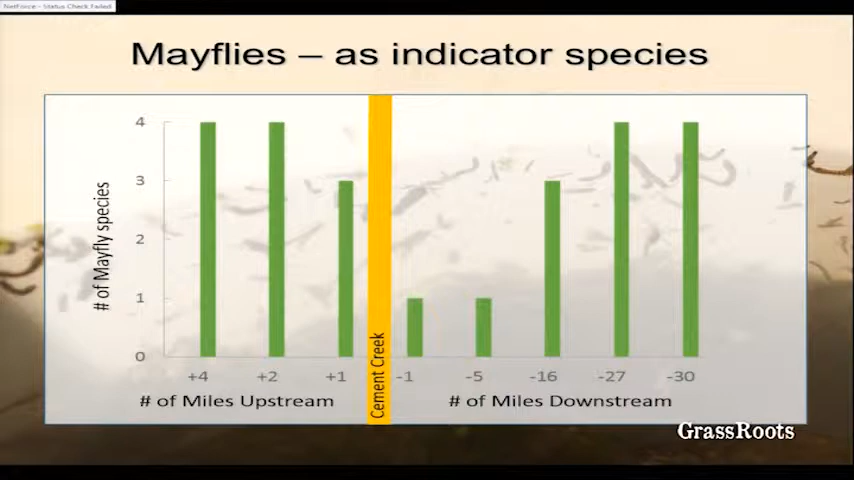 NetForce - Status Check Failed
Mayflies – as indicator species
# of Mayfly species
4
3
2
1
0
Cement Creek
+4 +2 +1 -1 -5 -16 -27 -30
# of Miles Upstream # of Miles Downstream
GrassRoots